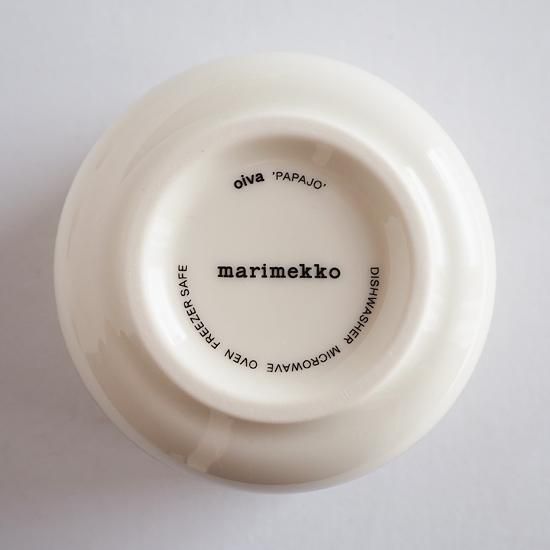 oiva 'PAPAJO'
marimekko
DISHWASHER MICROWAVE OVEN FREEZER SAFE